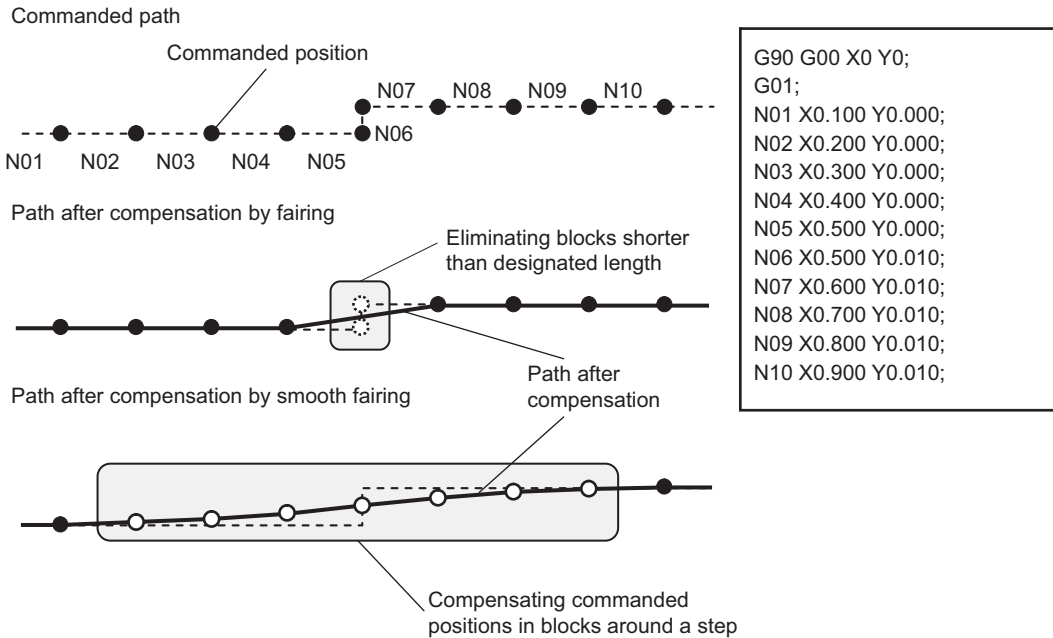 Commanded path
Commanded position
N07 N08 N09 N10
N06
N01 N02 N03 N04 N05
Path after compensation by fairing
Eliminating blocks shorter
than designated length
Path after
compensation
Path after compensation by smooth fairing
Compensating commanded
positions in blocks around a step
G90 G00 X0 Y0;
G01;
N01 X0.100 Y0.000;
N02 X0.200 Y0.000;
N03 X0.300 Y0.000;
N04 X0.400 Y0.000;
N05 X0.500 Y0.000;
N06 X0.500 Y0.010;
N07 X0.600 Y0.010;
N08 X0.700 Y0.010;
N09 X0.800 Y0.010;
N10 X0.900 Y0.010;